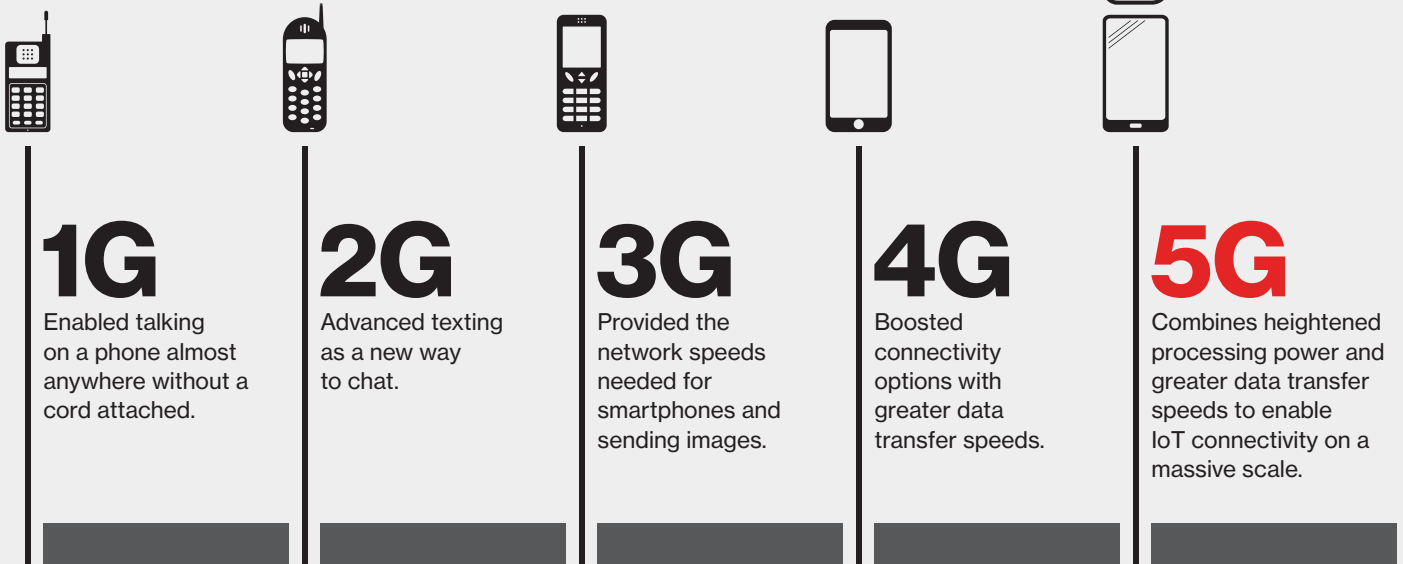 1G
Enabled talking
on a phone almost
anywhere without a
cord attached.
2G
Advanced texting
as a new way
to chat.
3G
Provided the
network speeds
needed for
smartphones and
sending images.
4G
Boosted
connectivity
options with
greater data
transfer speeds.
5G
Combines heightened
processing power and
greater data transfer
speeds to enable
IoT connectivity on a
massive scale.